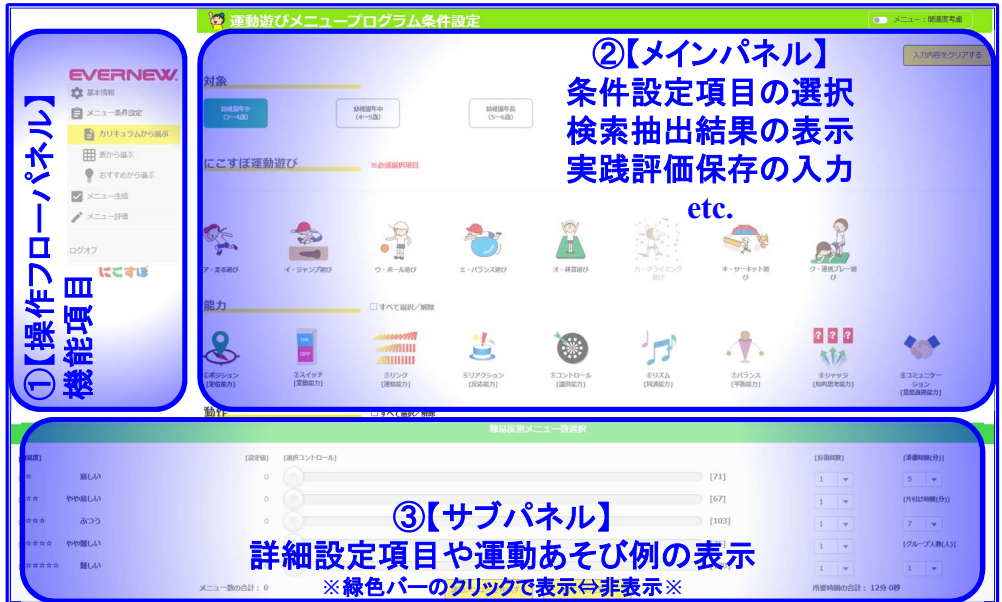 運動遊びメニュープログラム条件設定
メニュー：関連度考慮
①【操作フローパネル】
機能項目
EVERNEW.
基本情報
メニュー条件設定
カリキュラムから選ぶ
表から選ぶ
おすすめから選ぶ
メニュー生成
メニュー評価
ログオフ
にこすぽ
②【メインパネル】
条件設定項目の選択
検索抽出結果の表示
実践評価保存の入力
etc.
入力内容をクリアする
対象
幼稚園年少
(3～4歳)
幼稚園年中
(4～5歳)
幼稚園年長
(5～6歳)
にこすぽ運動遊び
※必須選択項目
ア・走る遊び
イ・ジャンプ遊び
ウ・ボール遊び
エ・バランス遊び
オ・体育遊び
カ・クライミング
遊び
キ・サーキット遊
び
ク・連携プレー遊
び
能力
すべて選択／解除
①ポジション
[定位能力]
②スイッチ
[変換能力]
③リンク
[連結能力]
④リアクション
[反応能力]
⑤コントロール
[識別能力]
⑥リズム
[同調能力]
⑦バランス
[平衡能力]
⑧ジャッジ
[知的思考能力]
⑨コミュニケー
ション
[意思疎通能力]
動作
すべて選択／解除
難易度別メニュー数選択
[設定値]
[選択コントロール]
[反復回数]
[準備時間(分)]
☆ 易しい 0 [71] 1 5
☆☆ やや易しい 0 [67] 1
[片付け時間(分)]
☆☆☆ ふつう 0 [103] 1 7
☆☆☆☆ やや難しい 1
[グループ人数(人)]
☆☆☆☆☆ 難しい 1 1
③【サブパネル】
詳細設定項目や運動あそび例の表示
※緑色バーのクリックで表示⇔非表示※
メニュー数の合計： 0
所要時間の合計： 12分 0秒